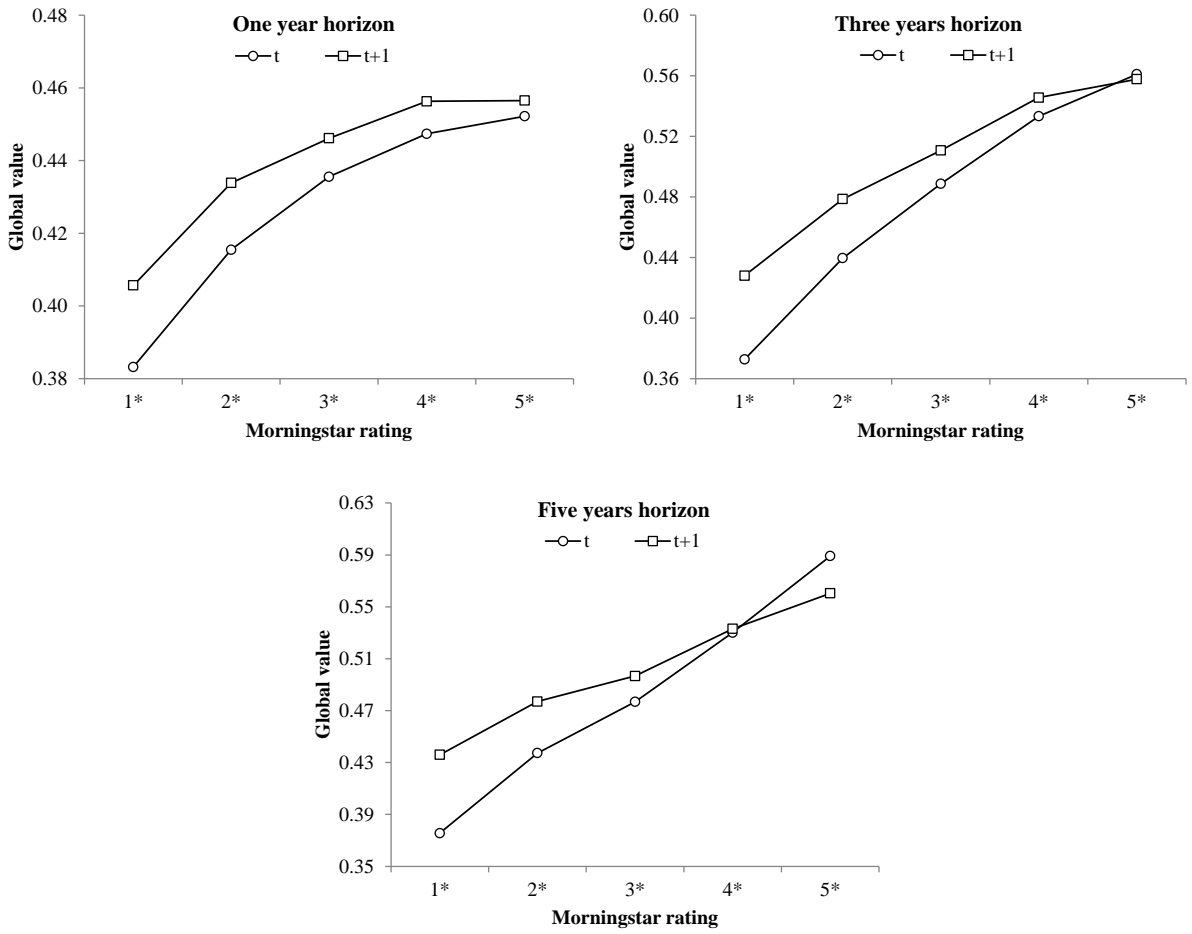 One year horizon
t t+1
0.48
0.46
0.44
0.42
0.40
0.38
Global value
1* 2* 3* 4* 5*
Morningstar rating
Three years horizon
t t+1
0.60
0.56
0.52
0.48
0.44
0.40
0.36
Global value
1* 2* 3* 4* 5*
Morningstar rating
Five years horizon
t t+1
0.63
0.59
0.55
0.51
0.47
0.43
0.39
0.35
Global value
1* 2* 3* 4* 5*
Morningstar rating